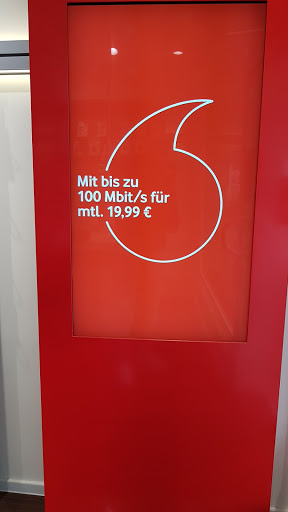 Mit bis zu
100 Mbit/s für
mtl. 19,99 €